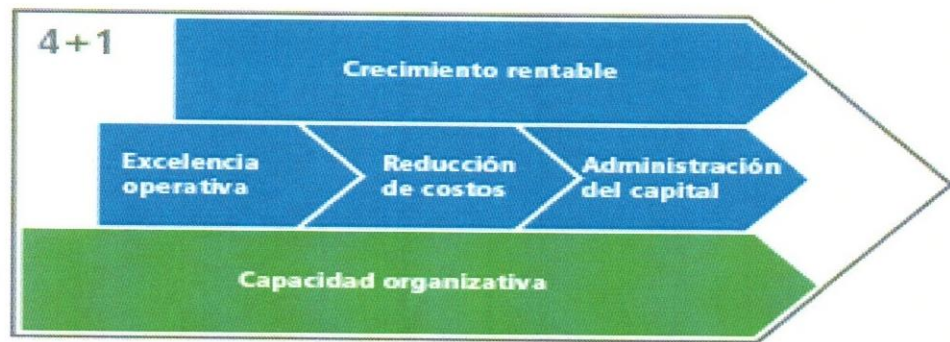 4+1
Crecimiento rentable
Excelencia
operativa
Reducción
de costos
Administración
del capital
Capacidad organizativa